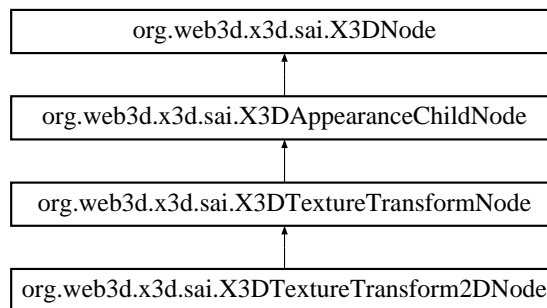 org.web3d.x3d.sai.X3DNode
org.web3d.x3d.sai.X3DAppearanceChildNode
org.web3d.x3d.sai.X3DTextureTransformNode
org.web3d.x3d.sai.X3DTextureTransform2DNode